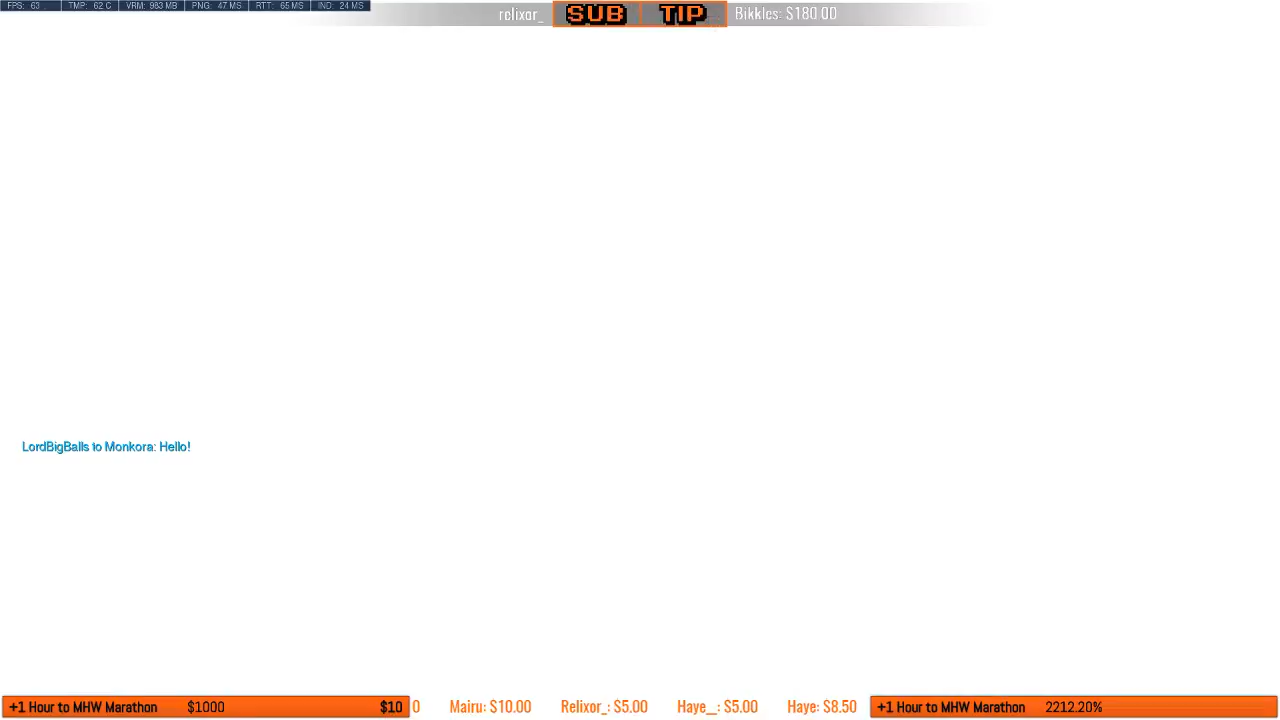 FPS: 63 TMP: 62 C VRM: 983 MB PNG: 47 MS RTT: 65 MS IND: 24 MS
relixor_ SUB TIP Bikkles: $180.00
LordBigBalls to Monkora: Hello!
+1 Hour to MHW Marathon $1000 $10 0 Mairu: $10.00 Relixor_: $5.00 Haye__: $5.00 Haye: $8.50 +1 Hour to MHW Marathon 2212.20%